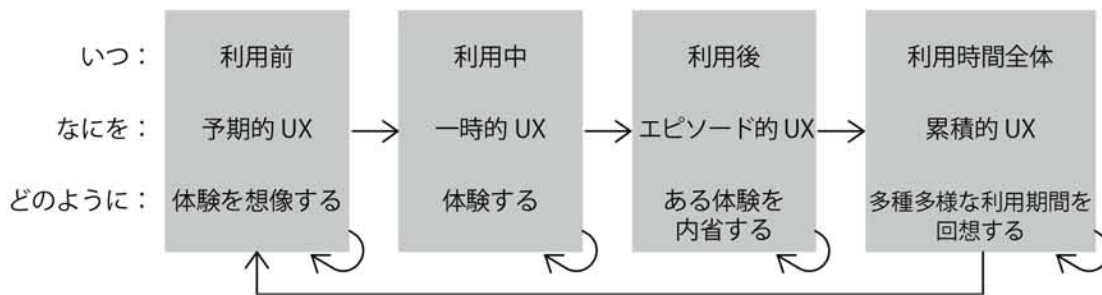 いつ： 利用前 利用中 利用後 利用時間全体
なにを： 予期的 UX 一時的 UX エピソード的 UX 累積的 UX
どのように： 体験を想像する 体験する ある体験を 多種多様な利用期間を
内省する 回想する